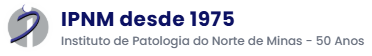 IPNM desde 1975
Instituto de Patologia do Norte de Minas - 50 Anos